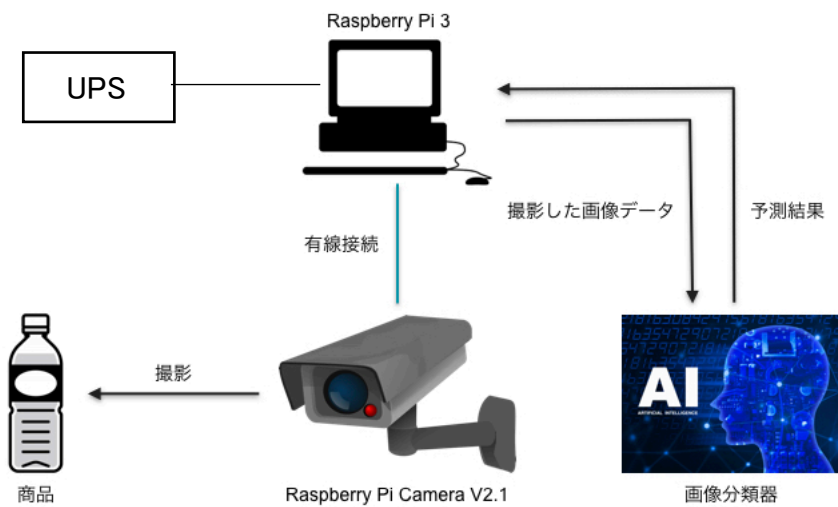 Raspberry Pi 3
UPS
撮影した画像データ
予測結果
有線接続
撮影
AI
ARTIFICIAL INTELLIGENCE
商品
Raspberry Pi Camera V2.1
画像分類器